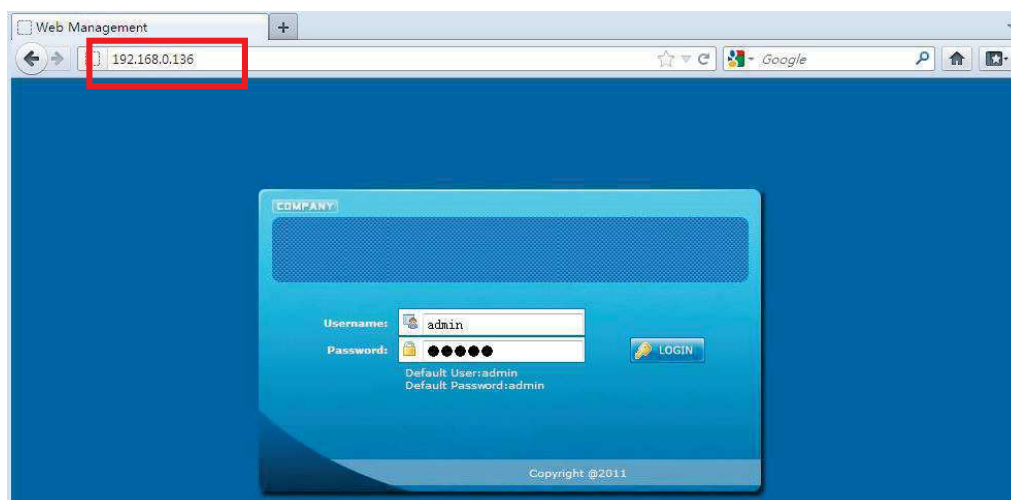 Web Management
192.168.0.136
Google
COMPANY
Username: admin
Password: ●●●●●
LOGIN
Default User:admin
Default Password:admin
Copyright @2011